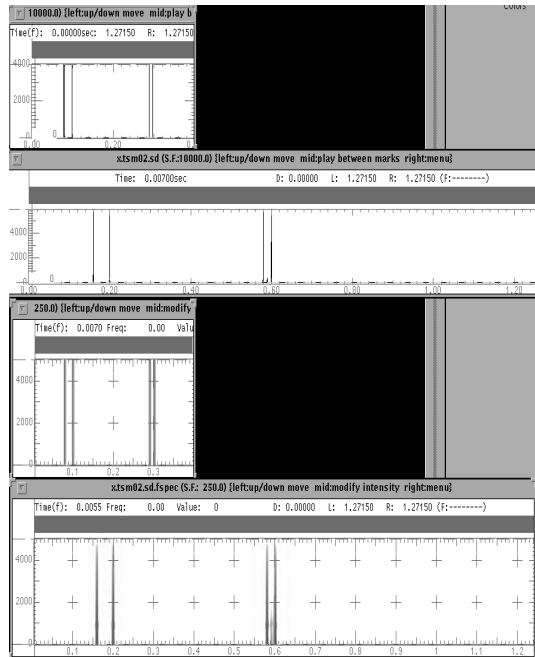 10000.0) {left:up/down move mid:play b
Colors
Time(f): 0.00000sec: 1.27150 R: 1.27150
4000
2000
0
0
0.00 0.20
x.tsm02.sd (S.F.:10000.0) {left:up/down move mid:play between marks right:menu}
Time: 0.00700sec D: 0.00000 L: 1.27150 R: 1.27150 (F:--------)
4000
2000
0
0
0.00 0.20 0.60 0.80 1.00 1.20
250.0) {left:up/down move mid:modify
Time(f): 0.0070 Freq: 0.00 Valu
4000
2000
0
0.1 0.2 0.3
x.tsm02.sd.fspec (S.F.: 250.0) {left:up/down move mid:modify intensity right:menu}
Time(f): 0.0055 Freq: 0.00 Value: 0 D: 0.00000 L: 1.27150 R: 1.27150 (F:--------)
4000
2000
0
0.1 0.2 0.3 0.4 0.5 0.6 0.7 0.8 0.9 1.0 1.1 1.2